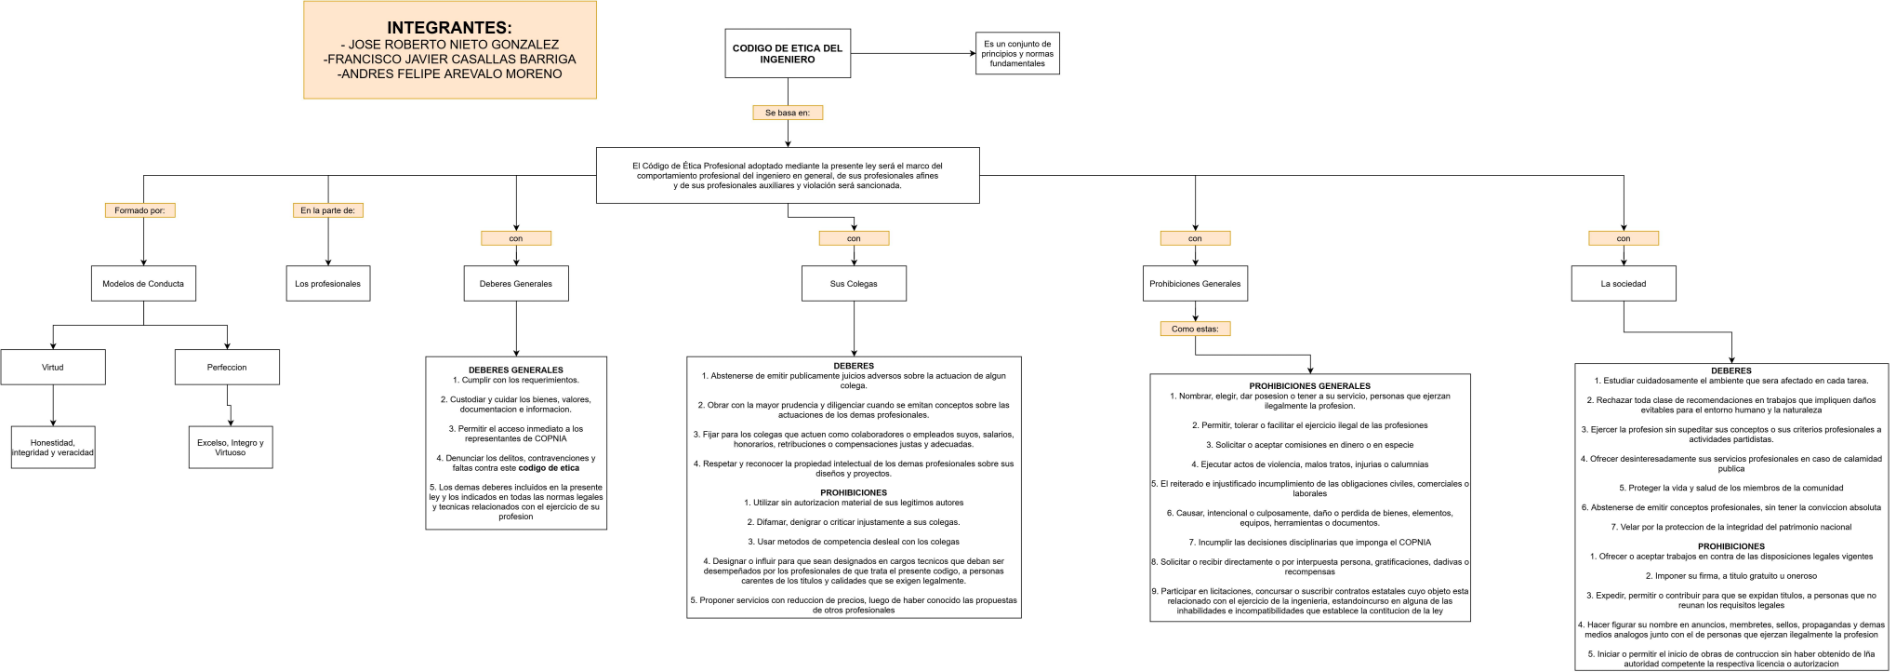 INTEGRANTES:
- JOSE ROBERTO NIETO GONZALEZ
-FRANCISCO JAVIER CASALLAS BARRIGA
-ANDRES FELIPE AREVALO MORENO
CODIGO DE ETICA DEL
INGENIERO
Es un conjunto de
principios y normas
fundamentales
Se basa en:
El Código de Ética Profesional adoptado mediante la presente ley será el marco del
comportamiento profesional del ingeniero en general, de sus profesionales afines
y de sus profesionales auxiliares y violación será sancionada.
Formado por:
En la parte de:
con
con
con
con
Modelos de Conducta
Los profesionales
Deberes Generales
Sus Colegas
Prohibiciones Generales
La sociedad
Como estas:
Virtud
Perfeccion
Honestidad,
integridad y veracidad
Excelso, Integro y
Virtuoso
DEBERES GENERALES
1. Cumplir con los requerimientos.
2. Custodiar y cuidar los bienes, valores,
documentacion e informacion.
3. Permitir el acceso inmediato a los
representantes de COPNIA
4. Denunciar los delitos, contravenciones y
faltas contra este codigo de etica
5. Los demas deberes incluidos en la presente
ley y los indicados en todas las normas legales
y tecnicas relacionados con el ejercicio de su
profesion
DEBERES
1. Abstenerse de emitir publicamente juicios adversos sobre la actuacion de algun
colega.
2. Obrar con la mayor prudencia y diligenciar cuando se emitan conceptos sobre las
actuaciones de los demas profesionales.
3. Fijar para los colegas que actuen como colaboradores o empleados suyos, salarios,
honorarios, retribuciones o compensaciones justas y adecuadas.
4. Respetar y reconocer la propiedad intelectual de los demas profesionales sobre sus
diseños y proyectos.
PROHIBICIONES
1. Utilizar sin autorizacion material de sus legitimos autores
2. Difamar, denigrar o criticar injustamente a sus colegas.
3. Usar metodos de competencia desleal con los colegas
4. Designar o influir para que sean designados en cargos tecnicos que deban ser
desempeñados por los profesionales de que trata el presente codigo, a personas
carentes de los titulos y calidades que se exigen legalmente.
5. Proponer servicios con reduccion de precios, luego de haber conocido las propuestas
de otros profesionales
PROHIBICIONES GENERALES
1. Nombrar, elegir, dar posesion o tener a su servicio, personas que ejerzan
ilegalmente la profesion.
2. Permitir, tolerar o facilitar el ejercicio ilegal de las profesiones
3. Solicitar o aceptar comisiones en dinero o en especie
4. Ejecutar actos de violencia, malos tratos, injurias o calumnias
5. El reiterado e injustificado incumplimiento de las obligaciones civiles, comerciales o
laborales
6. Causar, intencional o culposamente, daño o perdida de bienes, elementos,
equipos, herramientas o documentos.
7. Incumplir las decisiones disciplinarias que imponga el COPNIA
8. Solicitar o recibir directamente o por interpuesta persona, gratificaciones, dadivas o
recompensas
9. Participar en licitaciones, concursar o suscribir contratos estatales cuyo objeto esta
relacionado con el ejercicio de la ingenieria, estandoincurso en alguna de las
inhabilidades e incompatibilidades que establece la contitucion de la ley
DEBERES
1. Estudiar cuidadosamente el ambiente que sera afectado en cada tarea.
2. Rechazar toda clase de recomendaciones en trabajos que impliquen daños
evitables para el entorno humano y la naturaleza
3. Ejercer la profesion sin supeditar sus conceptos o sus criterios profesionales a
actividades partidistas.
4. Ofrecer desinteresadamente sus servicios profesionales en caso de calamidad
publica
5. Proteger la vida y salud de los miembros de la comunidad
6. Abstenerse de emitir conceptos profesionales, sin tener la conviccion absoluta
7. Velar por la proteccion de la integridad del patrimonio nacional
PROHIBICIONES
1. Ofrecer o aceptar trabajos en contra de las disposiciones legales vigentes
2. Imponer su firma, a titulo gratuito u oneroso
3. Expedir, permitir o contribuir para que se expidan titulos, a personas que no
reunan los requisitos legales
4. Hacer figurar su nombre en anuncios, membretes, sellos, propagandas y demas
medios analogos junto con el de personas que ejerzan ilegalmente la profesion
5. Iniciar o permitir el inicio de obras de contruccion sin haber obtenido de lña
autoridad competente la respectiva licencia o autorizacion